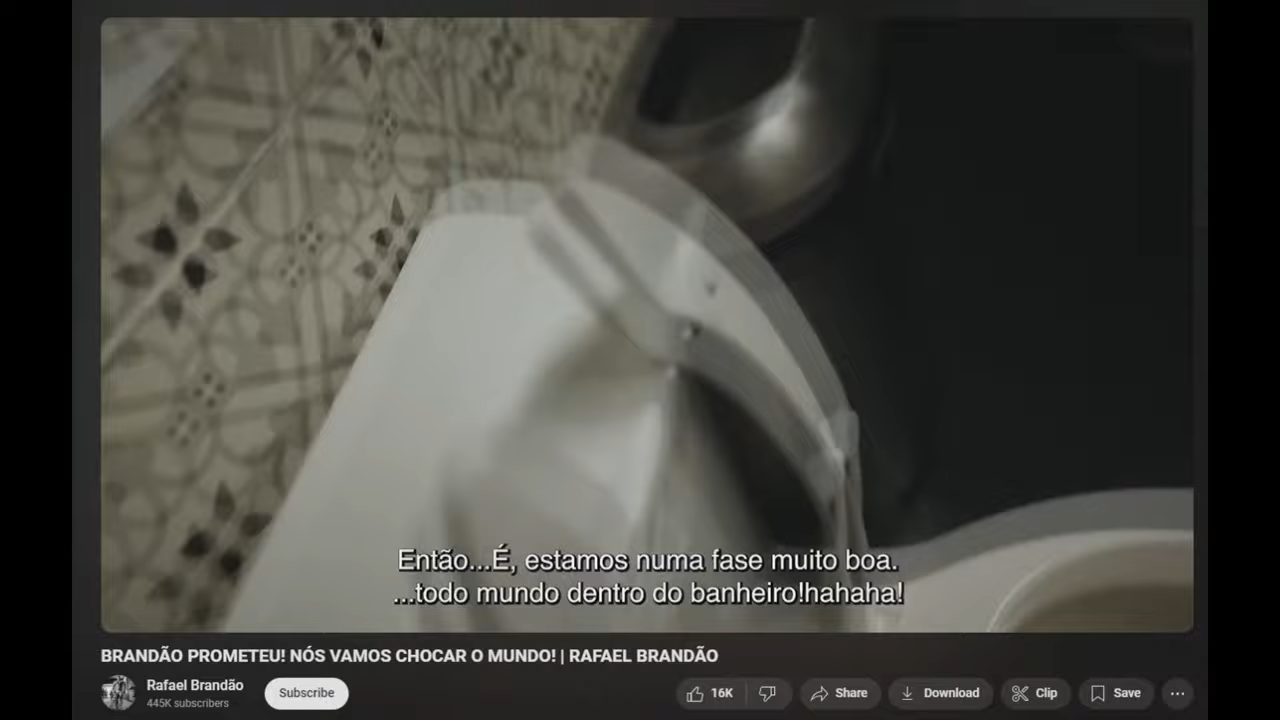 Então...É, estamos numa fase muito boa.
...todo mundo dentro do banheiro!hahaha!
BRANDÃO PROMETEU! NÓS VAMOS CHOCAR O MUNDO! | RAFAEL BRANDÃO
Rafael Brandão
445K subscribers
Subscribe
16K
Share
Download
Clip
Save